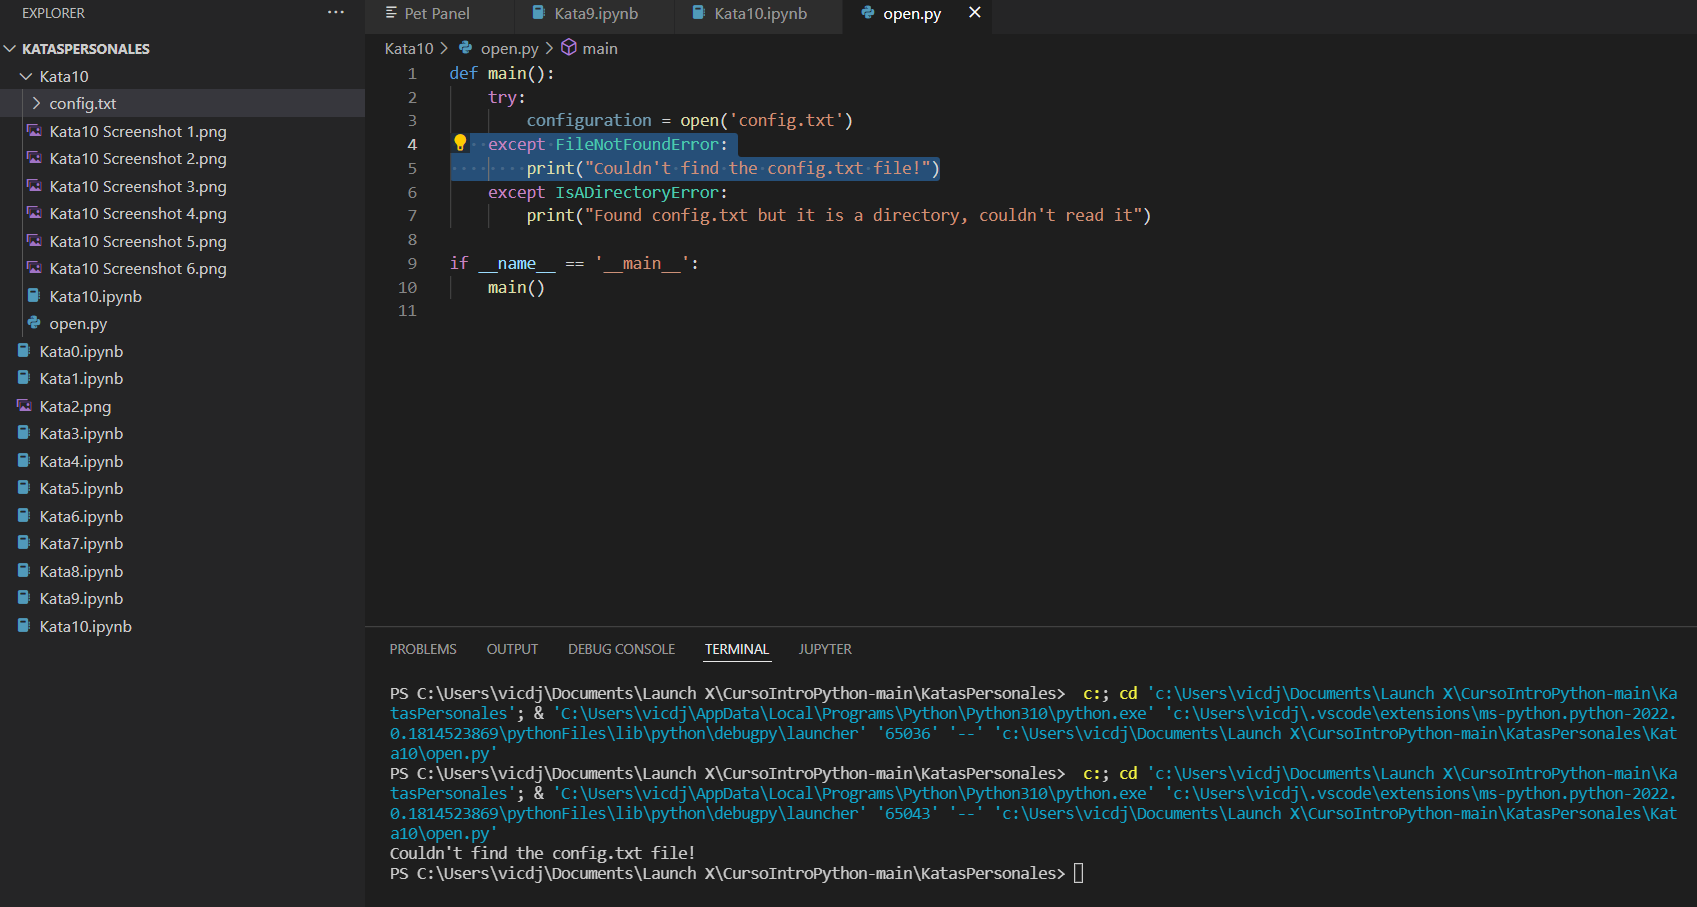 EXPLORER
KATASPERSONALES
Kata10
config.txt
Kata10 Screenshot 1.png
Kata10 Screenshot 2.png
Kata10 Screenshot 3.png
Kata10 Screenshot 4.png
Kata10 Screenshot 5.png
Kata10 Screenshot 6.png
Kata10.ipynb
open.py
Kata0.ipynb
Kata1.ipynb
Kata2.png
Kata3.ipynb
Kata4.ipynb
Kata5.ipynb
Kata6.ipynb
Kata7.ipynb
Kata8.ipynb
Kata9.ipynb
Kata10.ipynb
Pet Panel Kata9.ipynb Kata10.ipynb open.py
Kata10 > open.py > main
1 def main():
2 try:
3 configuration = open('config.txt')
4 except FileNotFoundError:
5 print("Couldn't find the config.txt file!")
6 except IsADirectoryError:
7 print("Found config.txt but it is a directory, couldn't read it")
8
9 if __name__ == '__main__':
10 main()
11
PROBLEMS OUTPUT DEBUG CONSOLE TERMINAL JUPYTER
PS C:\Users\vicdj\Documents\Launch X\CursoIntroPython-main\KatasPersonales>  c:; cd 'c:\Users\vicdj\Documents\Launch X\CursoIntroPython-main\Ka
tasPersonales'; & 'C:\Users\vicdj\AppData\Local\Programs\Python\Python310\python.exe' 'c:\Users\vicdj\.vscode\extensions\ms-python.python-2022.
0.1814523869\pythonFiles\lib\python\debugpy\launcher' '65036' '--' 'c:\Users\vicdj\Documents\Launch X\CursoIntroPython-main\KatasPersonales\Kat
a10\open.py'
PS C:\Users\vicdj\Documents\Launch X\CursoIntroPython-main\KatasPersonales>  c:; cd 'c:\Users\vicdj\Documents\Launch X\CursoIntroPython-main\Ka
tasPersonales'; & 'C:\Users\vicdj\AppData\Local\Programs\Python\Python310\python.exe' 'c:\Users\vicdj\.vscode\extensions\ms-python.python-2022.
0.1814523869\pythonFiles\lib\python\debugpy\launcher' '65043' '--' 'c:\Users\vicdj\Documents\Launch X\CursoIntroPython-main\KatasPersonales\Kat
a10\open.py'
Couldn't find the config.txt file!
PS C:\Users\vicdj\Documents\Launch X\CursoIntroPython-main\KatasPersonales>